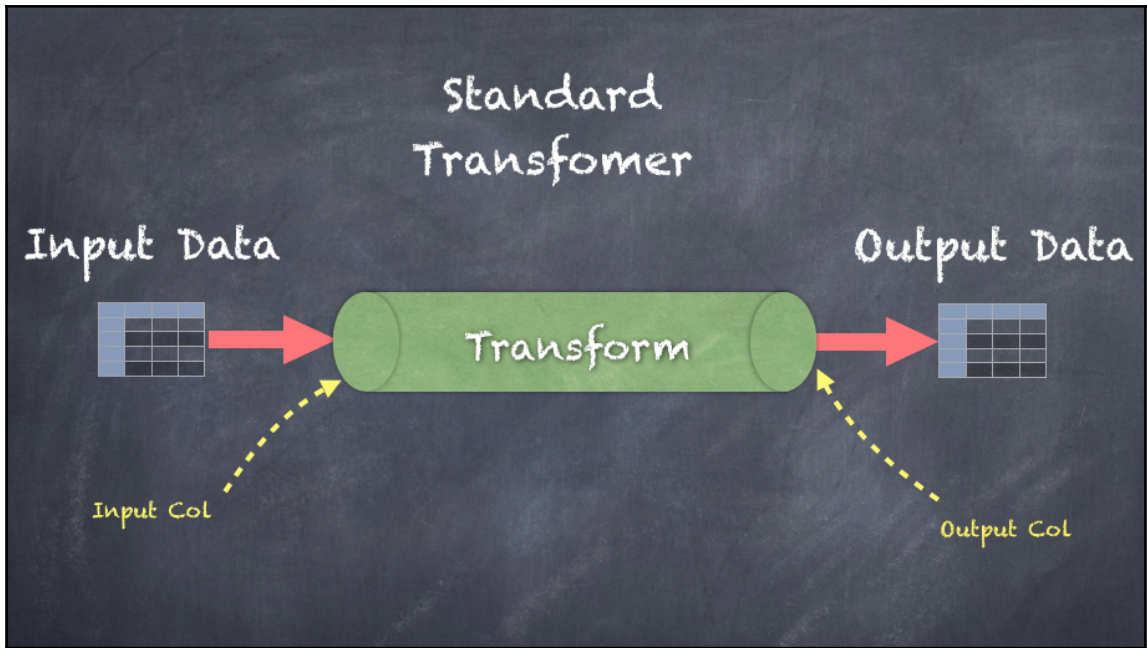 Standard
Transfomer
Input Data
Output Data
Transform
Input Col
Output Col